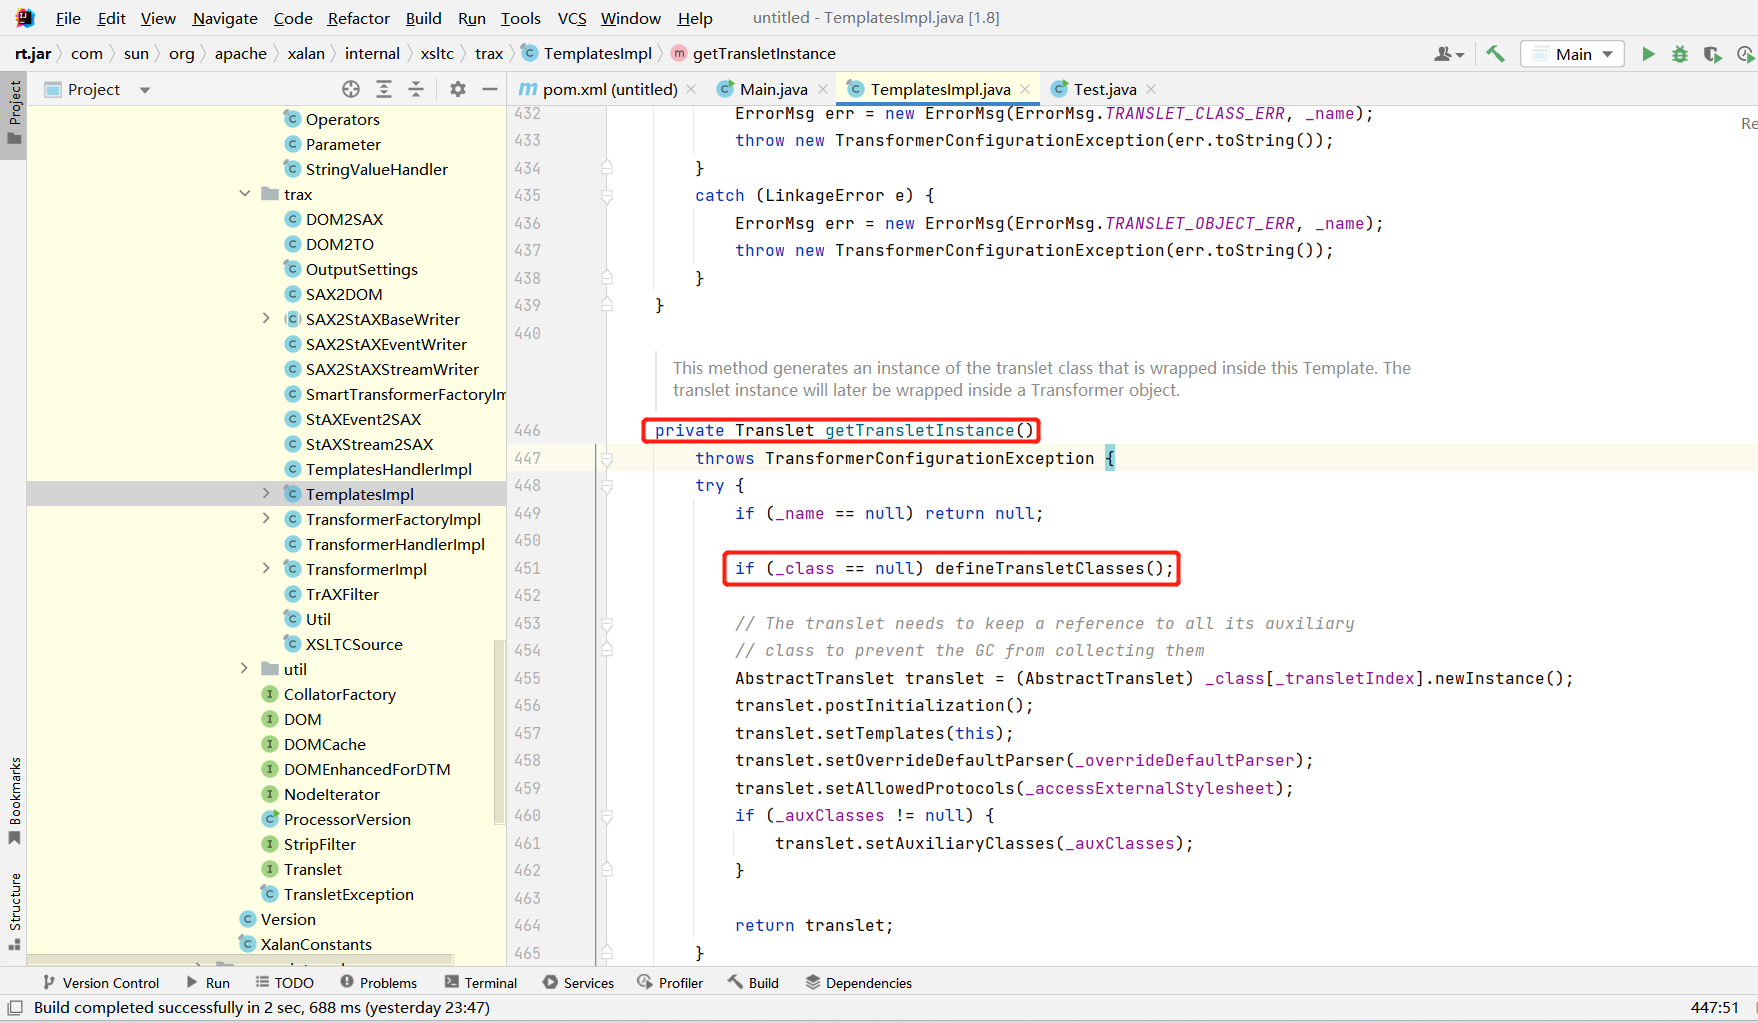 File Edit View Navigate Code Refactor Build Run Tools VCS Window Help untitled - TemplatesImpl.java [1.8]
rt.jar com sun org apache xalan internal xsltc trax TemplatesImpl getTransletInstance Main
Project
pom.xml (untitled) Main.java TemplatesImpl.java Test.java
Project
Bookmarks
Structure
Operators
Parameter
StringValueHandler
trax
DOM2SAX
DOM2TO
OutputSettings
SAX2DOM
SAX2StAXBaseWriter
SAX2StAXEventWriter
SAX2StAXStreamWriter
SmartTransformerFactoryIm
StAXEvent2SAX
StAXStream2SAX
TemplatesHandlerImpl
TemplatesImpl
TransformerFactoryImpl
TransformerHandlerImpl
TransformerImpl
TrAXFilter
Util
XSLTCSource
util
CollatorFactory
DOM
DOMCache
DOMEnhancedForDTM
NodeIterator
ProcessorVersion
StripFilter
Translet
TransletException
Version
XalanConstants
432 ErrorMsg err = new ErrorMsg(ErrorMsg.TRANSLET_CLASS_ERR, _name);
Re
433 throw new TransformerConfigurationException(err.toString());
434 }
435 catch (LinkageError e) {
436 ErrorMsg err = new ErrorMsg(ErrorMsg.TRANSLET_OBJECT_ERR, _name);
437 throw new TransformerConfigurationException(err.toString());
438 }
439 }
440
This method generates an instance of the translet class that is wrapped inside this Template. The
translet instance will later be wrapped inside a Transformer object.
446 private Translet getTransletInstance()
447 throws TransformerConfigurationException {
448 try {
449 if (_name == null) return null;
450
451 if (_class == null) defineTransletClasses();
452
453 // The translet needs to keep a reference to all its auxiliary
454 // class to prevent the GC from collecting them
455 AbstractTranslet translet = (AbstractTranslet) _class[_transletIndex].newInstance();
456 translet.postInitialization();
457 translet.setTemplates(this);
458 translet.setOverrideDefaultParser(_overrideDefaultParser);
459 translet.setAllowedProtocols(_accessExternalStylesheet);
460 if (_auxClasses != null) {
461 translet.setAuxiliaryClasses(_auxClasses);
462 }
463
464 return translet;
465 }
Version Control Run TODO Problems Terminal Services Profiler Build Dependencies
Build completed successfully in 2 sec, 688 ms (yesterday 23:47) 447:51